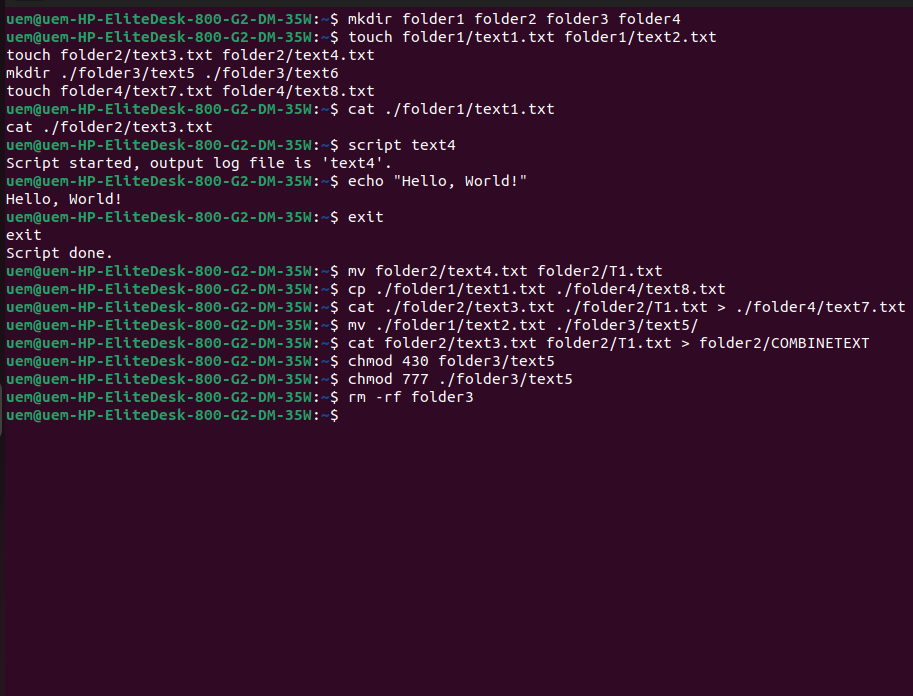 uem@uem-HP-EliteDesk-800-G2-DM-35W:~$ mkdir folder1 folder2 folder3 folder4
uem@uem-HP-EliteDesk-800-G2-DM-35W:~$ touch folder1/text1.txt folder1/text2.txt
touch folder2/text3.txt folder2/text4.txt
mkdir ./folder3/text5 ./folder3/text6
touch folder4/text7.txt folder4/text8.txt
uem@uem-HP-EliteDesk-800-G2-DM-35W:~$ cat ./folder1/text1.txt
cat ./folder2/text3.txt
uem@uem-HP-EliteDesk-800-G2-DM-35W:~$ script text4
Script started, output log file is 'text4'.
uem@uem-HP-EliteDesk-800-G2-DM-35W:~$ echo "Hello, World!"
Hello, World!
uem@uem-HP-EliteDesk-800-G2-DM-35W:~$ exit
exit
Script done.
uem@uem-HP-EliteDesk-800-G2-DM-35W:~$ mv folder2/text4.txt folder2/T1.txt
uem@uem-HP-EliteDesk-800-G2-DM-35W:~$ cp ./folder1/text1.txt ./folder4/text8.txt
uem@uem-HP-EliteDesk-800-G2-DM-35W:~$ cat ./folder2/text3.txt ./folder2/T1.txt > ./folder4/text7.txt
uem@uem-HP-EliteDesk-800-G2-DM-35W:~$ mv ./folder1/text2.txt ./folder3/text5/
uem@uem-HP-EliteDesk-800-G2-DM-35W:~$ cat folder2/text3.txt folder2/T1.txt > folder2/COMBINETEXT
uem@uem-HP-EliteDesk-800-G2-DM-35W:~$ chmod 430 folder3/text5
uem@uem-HP-EliteDesk-800-G2-DM-35W:~$ chmod 777 ./folder3/text5
uem@uem-HP-EliteDesk-800-G2-DM-35W:~$ rm -rf folder3
uem@uem-HP-EliteDesk-800-G2-DM-35W:~$